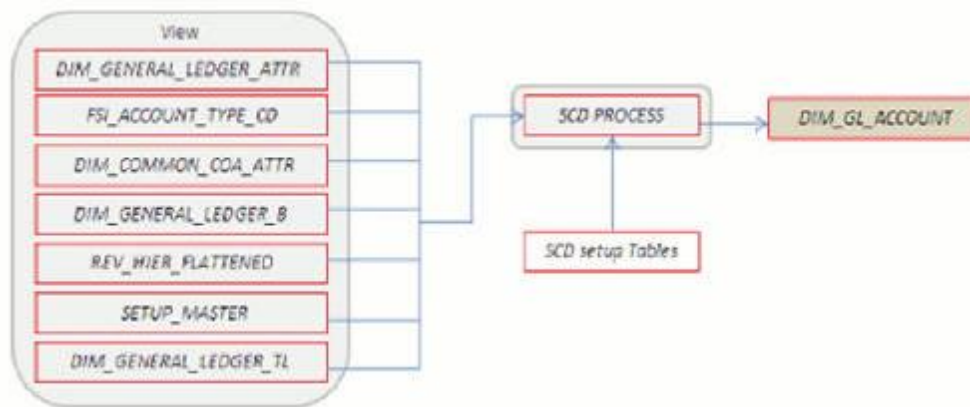 View
DIM_GENERAL_LEDGER_ATTR
FSI_ACCOUNT_TYPE_CD
DIM_COMMON_COA_ATTR
DIM_GENERAL_LEDGER_B
REV_HIER_FLATTENED
SETUP_MASTER
DIM_GENERAL_LEDGER_TL
SCD PROCESS
SCD setup Tables
DIM_GL_ACCOUNT